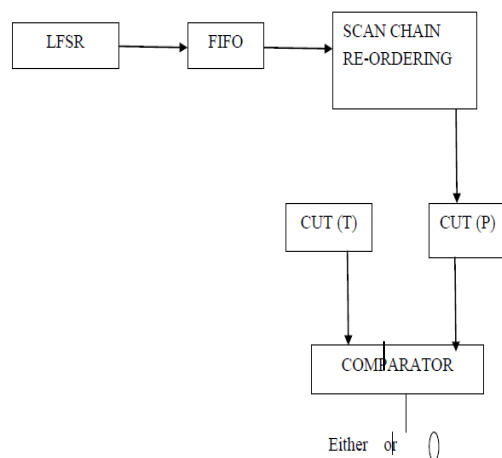 LFSR
FIFO
SCAN CHAIN
RE-ORDERING
CUT (T)
CUT (P)
COMPARATOR
Either or